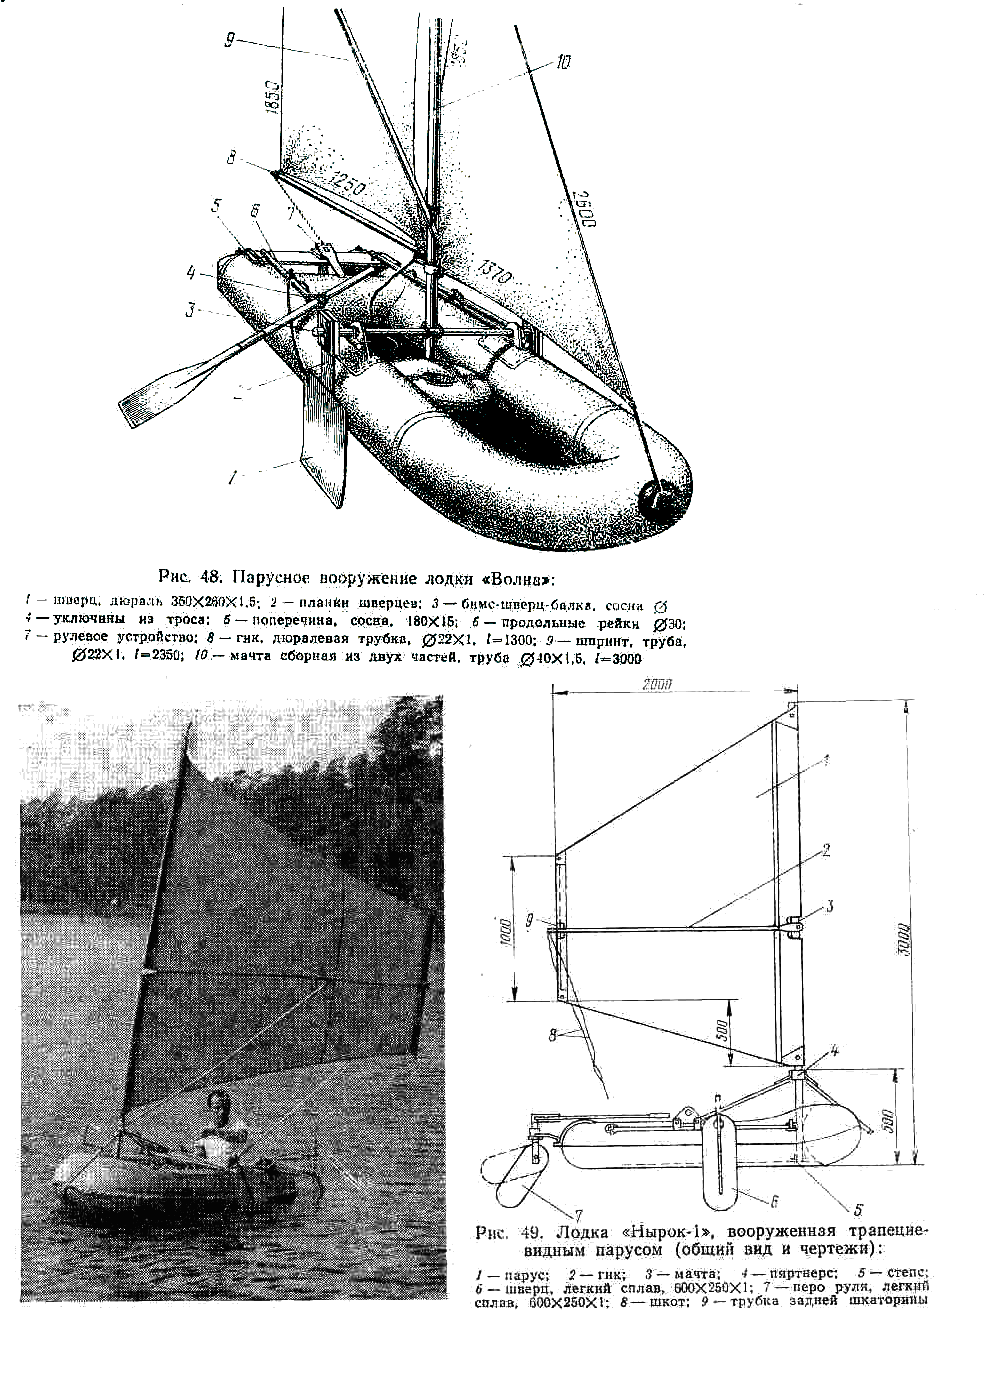 9
10
1850
8
1250
7
5
6
2600
4
1370
3
2
1
Рис. 48. Парусное вооружение лодки «Волна»:
1 — шверц, дюраль 350×260×1,5; 2 — планки шверцев; 3 — бимс-шверц-балка, сосна ∅
4 — уключины из троса; 5 — поперечина, сосна, 180×15; 6 — продольные рейки ∅30;
7 — рулевое устройство; 8 — гик, дюралевая трубка, ∅22×1, l=1300; 9 — шпринт, труба,
∅22×1, l=2350; 10 — мачта сборная из двух частей, труба ∅40×1,5, l=3000
2000
1
2
3
9
1000
3000
8
500
4
500
7
6
5
Рис. 49. Лодка «Нырок-1», вооруженная трапецие-
видным парусом (общий вид и чертежи):
1 — парус; 2 — гик; 3 — мачта; 4 — пяртнерс; 5 — степс;
6 — шверц, легкий сплав, 600×250×1; 7 — перо руля, легкий
сплав, 600×250×1; 8 — шкот; 9 — трубка задней шкаторины